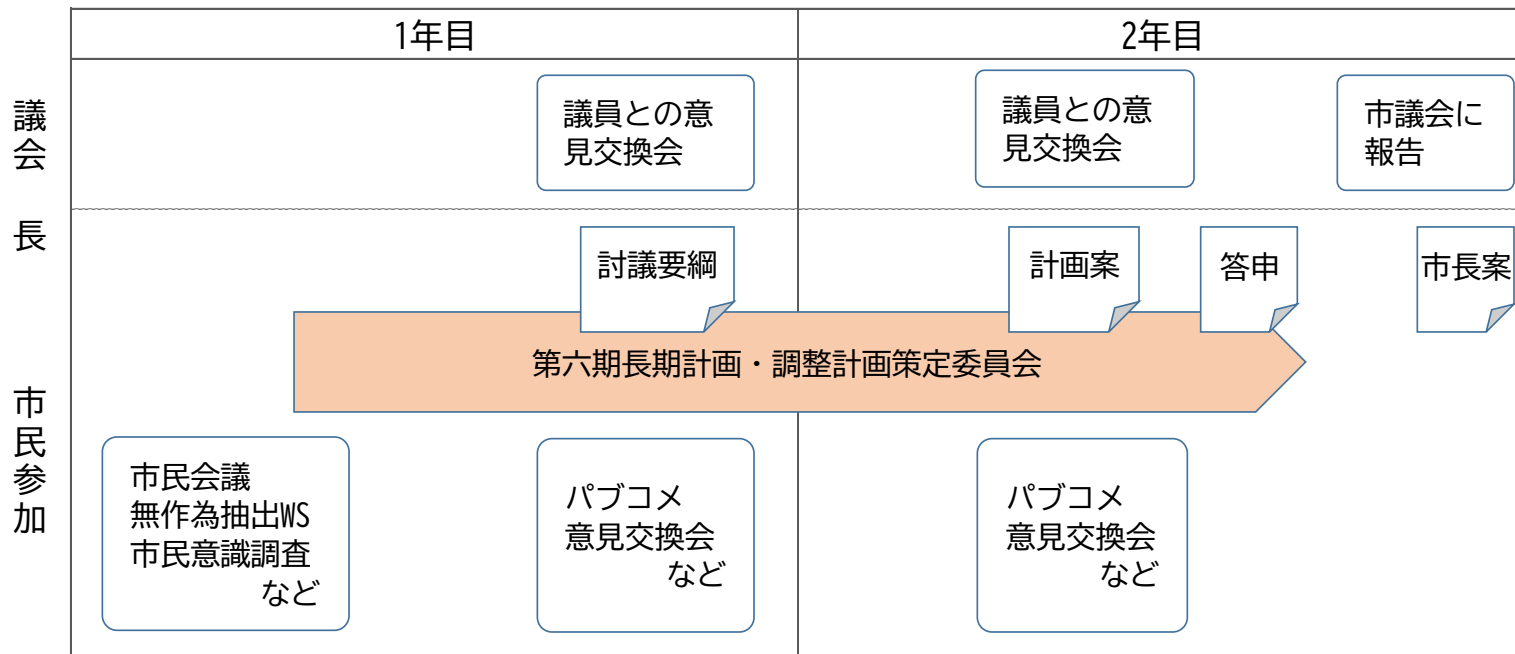 1年目
2年目
議会
議員との意
見交換会
議員との意
見交換会
市議会に
報告
長
討議要綱
計画案
答申
市長案
第六期長期計画・調整計画策定委員会
市民参加
市民会議
無作為抽出WS
市民意識調査
など
パブコメ
意見交換会
など
パブコメ
意見交換会
など